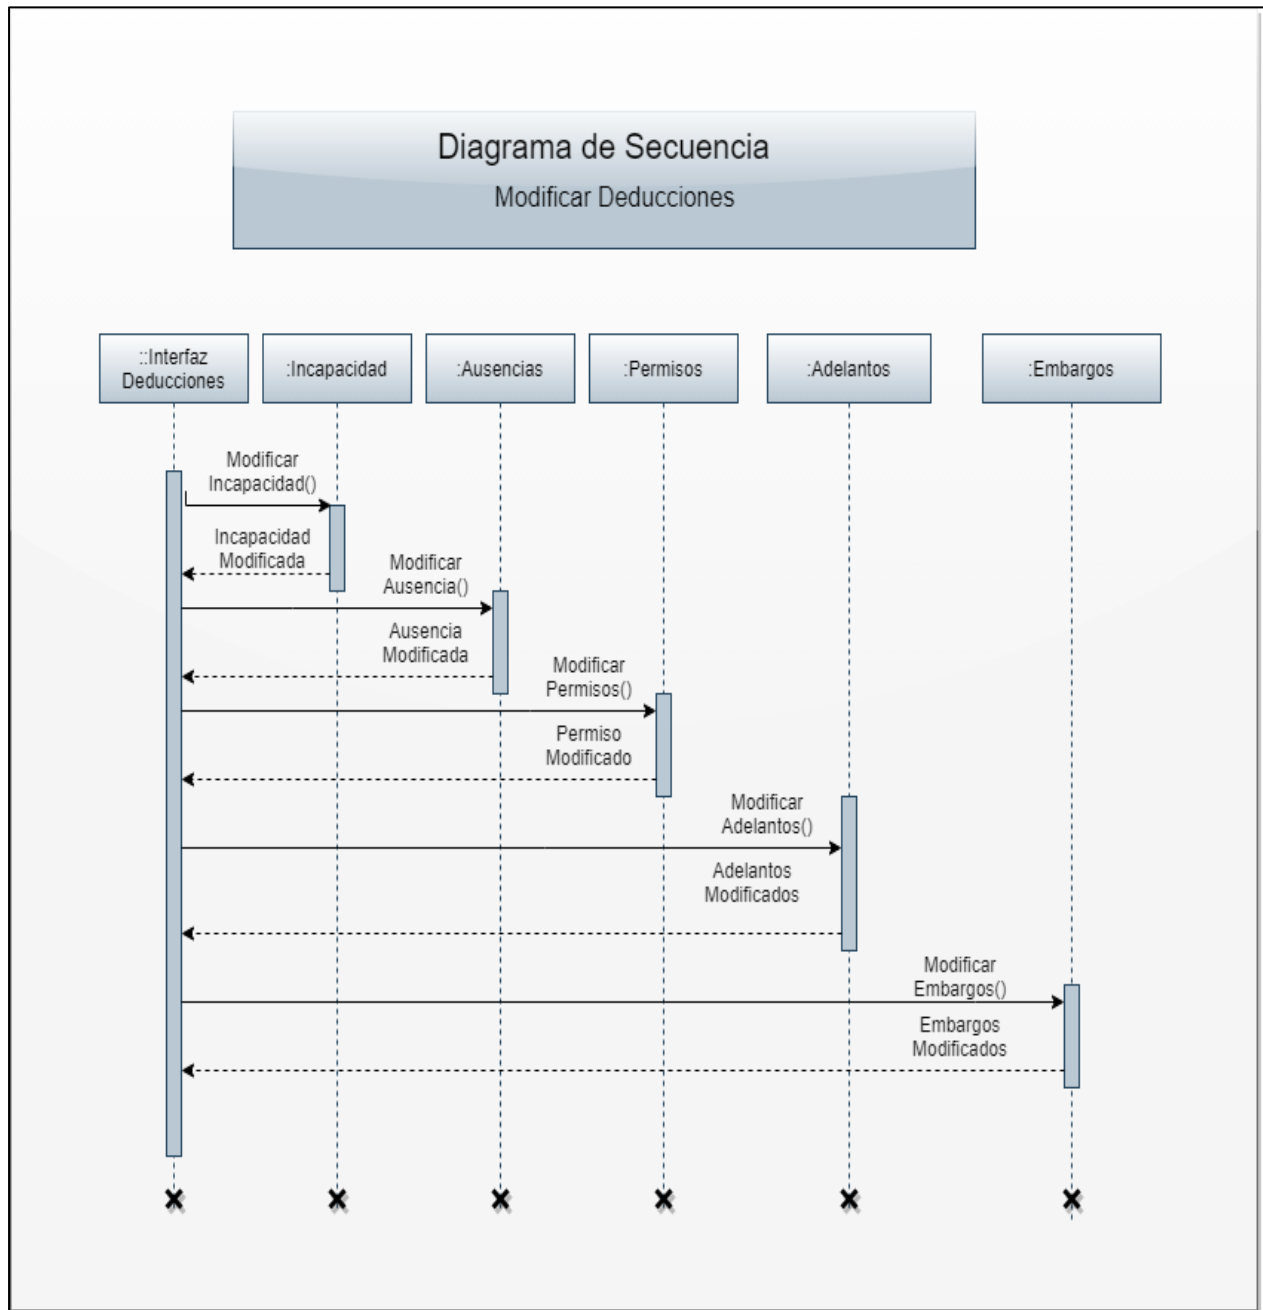 Diagrama de Secuencia
Modificar Deducciones
::Interfaz
Deducciones
:Incapacidad
:Ausencias
:Permisos
:Adelantos
:Embargos
Modificar
Incapacidad()
Incapacidad
Modificada
Modificar
Ausencia()
Ausencia
Modificada
Modificar
Permisos()
Permiso
Modificado
Modificar
Adelantos()
Adelantos
Modificados
Modificar
Embargos()
Embargos
Modificados